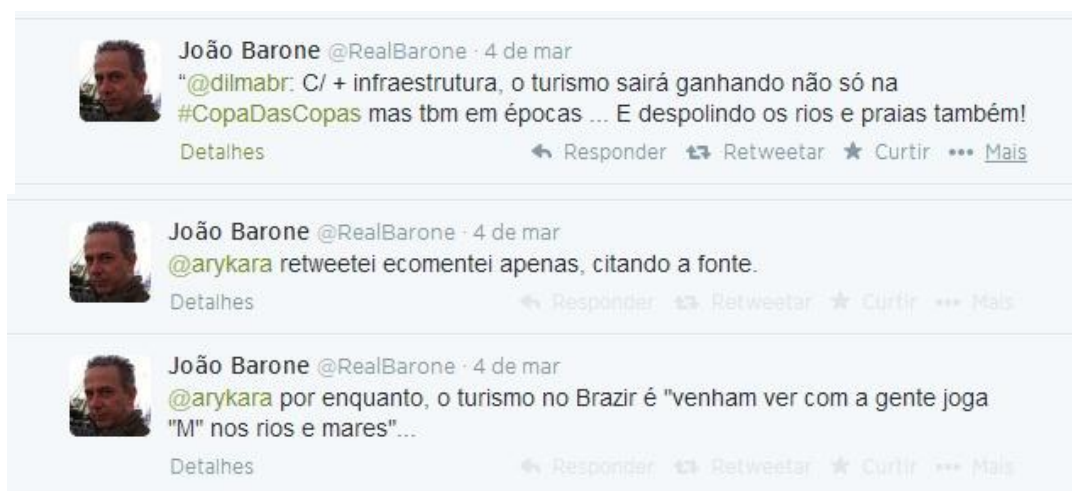 João Barone @RealBarone · 4 de mar
“@dilmabr: C/ + infraestrutura, o turismo sairá ganhando não só na
#CopaDasCopas mas tbm em épocas ... E despolindo os rios e praias também!
Detalhes Responder Retweetar Curtir Mais
João Barone @RealBarone · 4 de mar
@arykara retweetei ecomentei apenas, citando a fonte.
Detalhes Responder Retweetar Curtir Mais
João Barone @RealBarone · 4 de mar
@arykara por enquanto, o turismo no Brazir é "venham ver com a gente joga
"M" nos rios e mares"...
Detalhes Responder Retweetar Curtir Mais